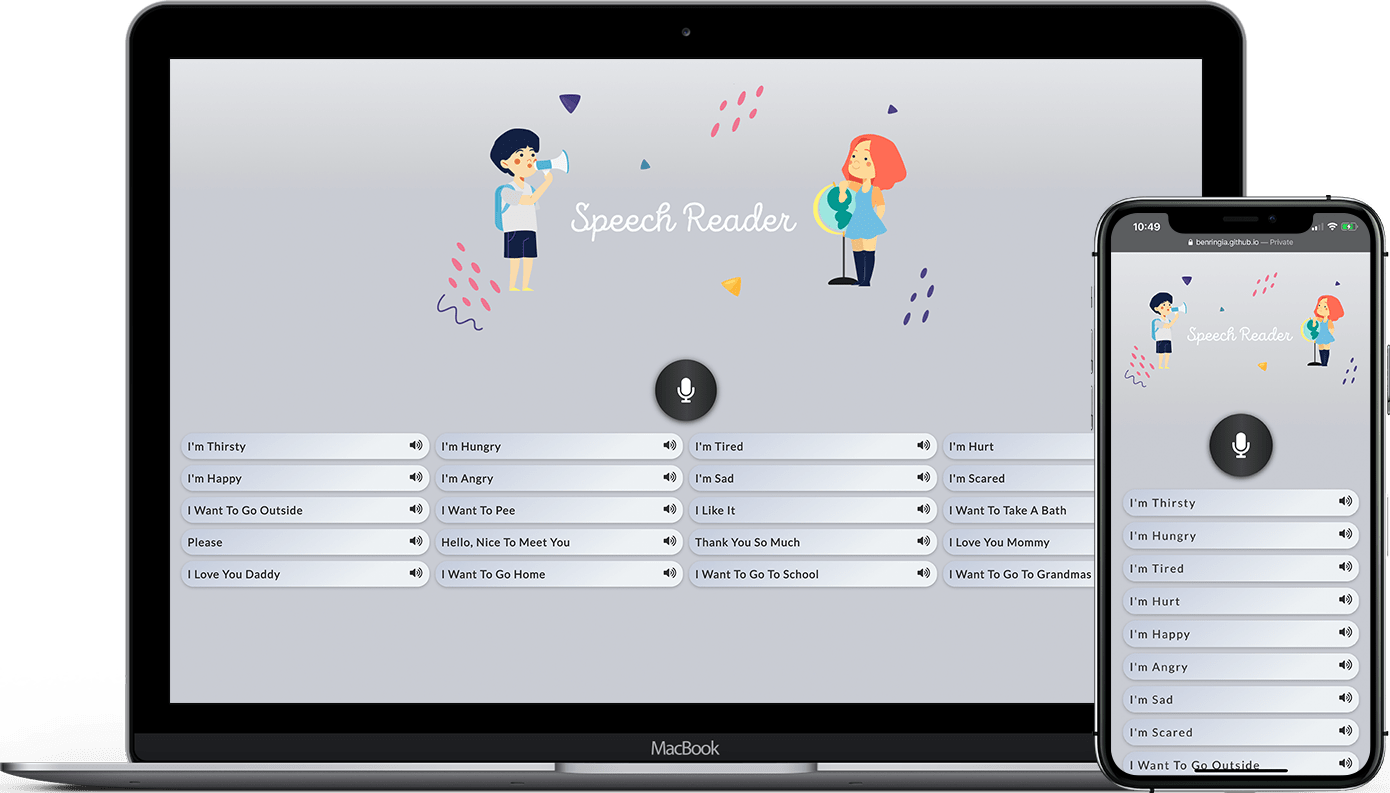 Speech Reader
I'm Thirsty
I'm Hungry
I'm Tired
I'm Hurt
I'm Happy
I'm Angry
I'm Sad
I'm Scared
I Want To Go Outside
I Want To Pee
I Like It
I Want To Take A Bath
Please
Hello, Nice To Meet You
Thank You So Much
I Love You Mommy
I Love You Daddy
I Want To Go Home
I Want To Go To School
I Want To Go To Grandmas
MacBook
10:49
benringia.github.io — Private
Speech Reader
I'm Thirsty
I'm Hungry
I'm Tired
I'm Hurt
I'm Happy
I'm Angry
I'm Sad
I'm Scared
I Want To Go Outside